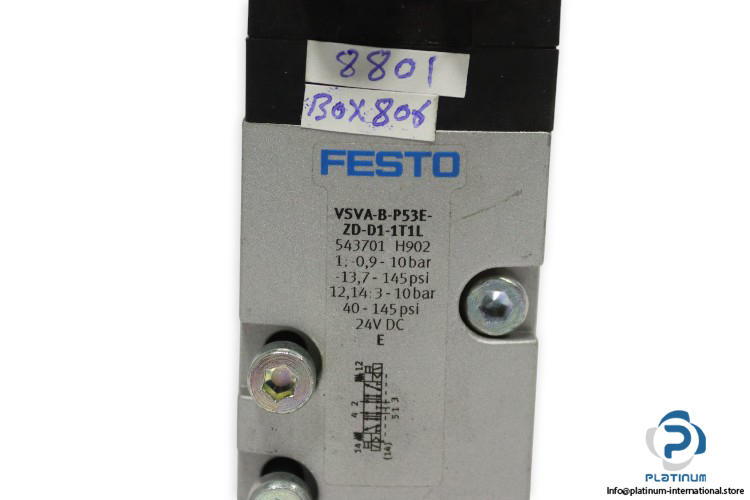 8801
BOX806
FESTO
VSVA-B-P53E-
ZD-D1-1T1L
543701 H902
1: -0,9 - 10 bar
-13,7 - 145 psi
12,14: 3 - 10 bar
40 - 145 psi
24V DC
E
12
4 2
5 1 3
14
(14)
PLATINUM
INTERNATIONAL
Info@platinum-international.store